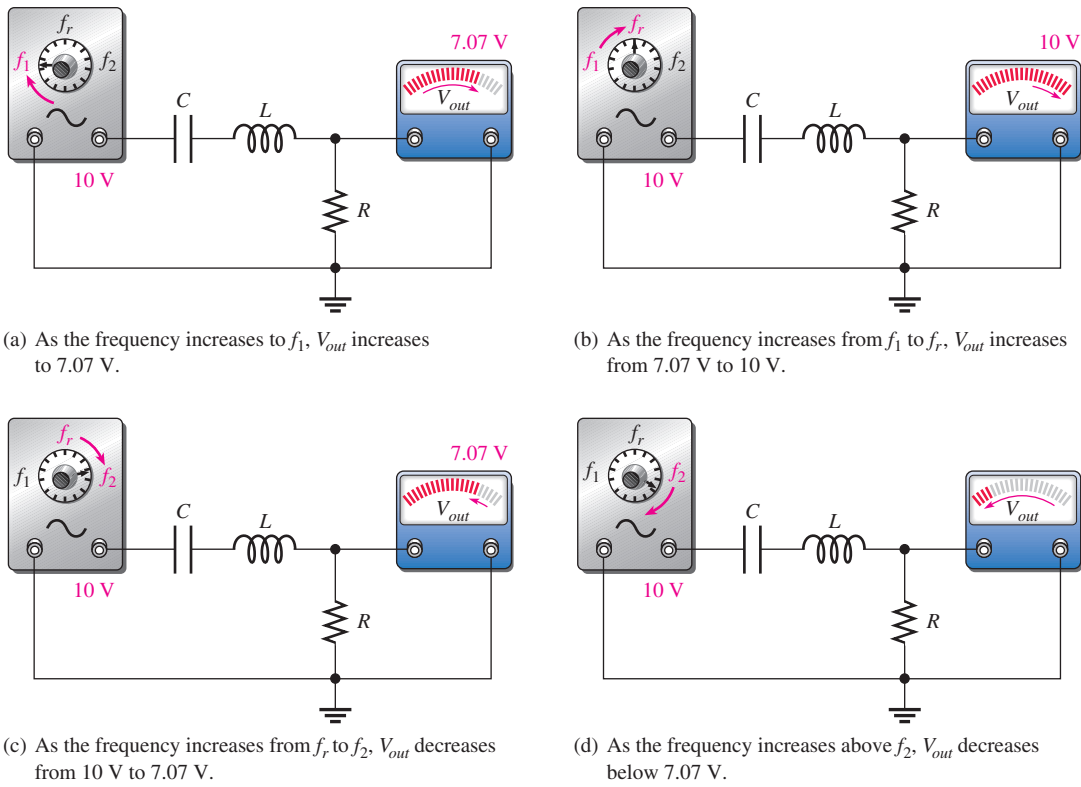 f_r
f_1 f_2
7.07 V
V_out
C L
10 V
R
(a) As the frequency increases to f_1, V_out increases
to 7.07 V.
f_r
f_1 f_2
10 V
V_out
C L
10 V
R
(b) As the frequency increases from f_1 to f_r, V_out increases
from 7.07 V to 10 V.
f_r
f_1 f_2
7.07 V
V_out
C L
10 V
R
(c) As the frequency increases from f_r to f_2, V_out decreases
from 10 V to 7.07 V.
f_r
f_1 f_2
V_out
C L
10 V
R
(d) As the frequency increases above f_2, V_out decreases
below 7.07 V.